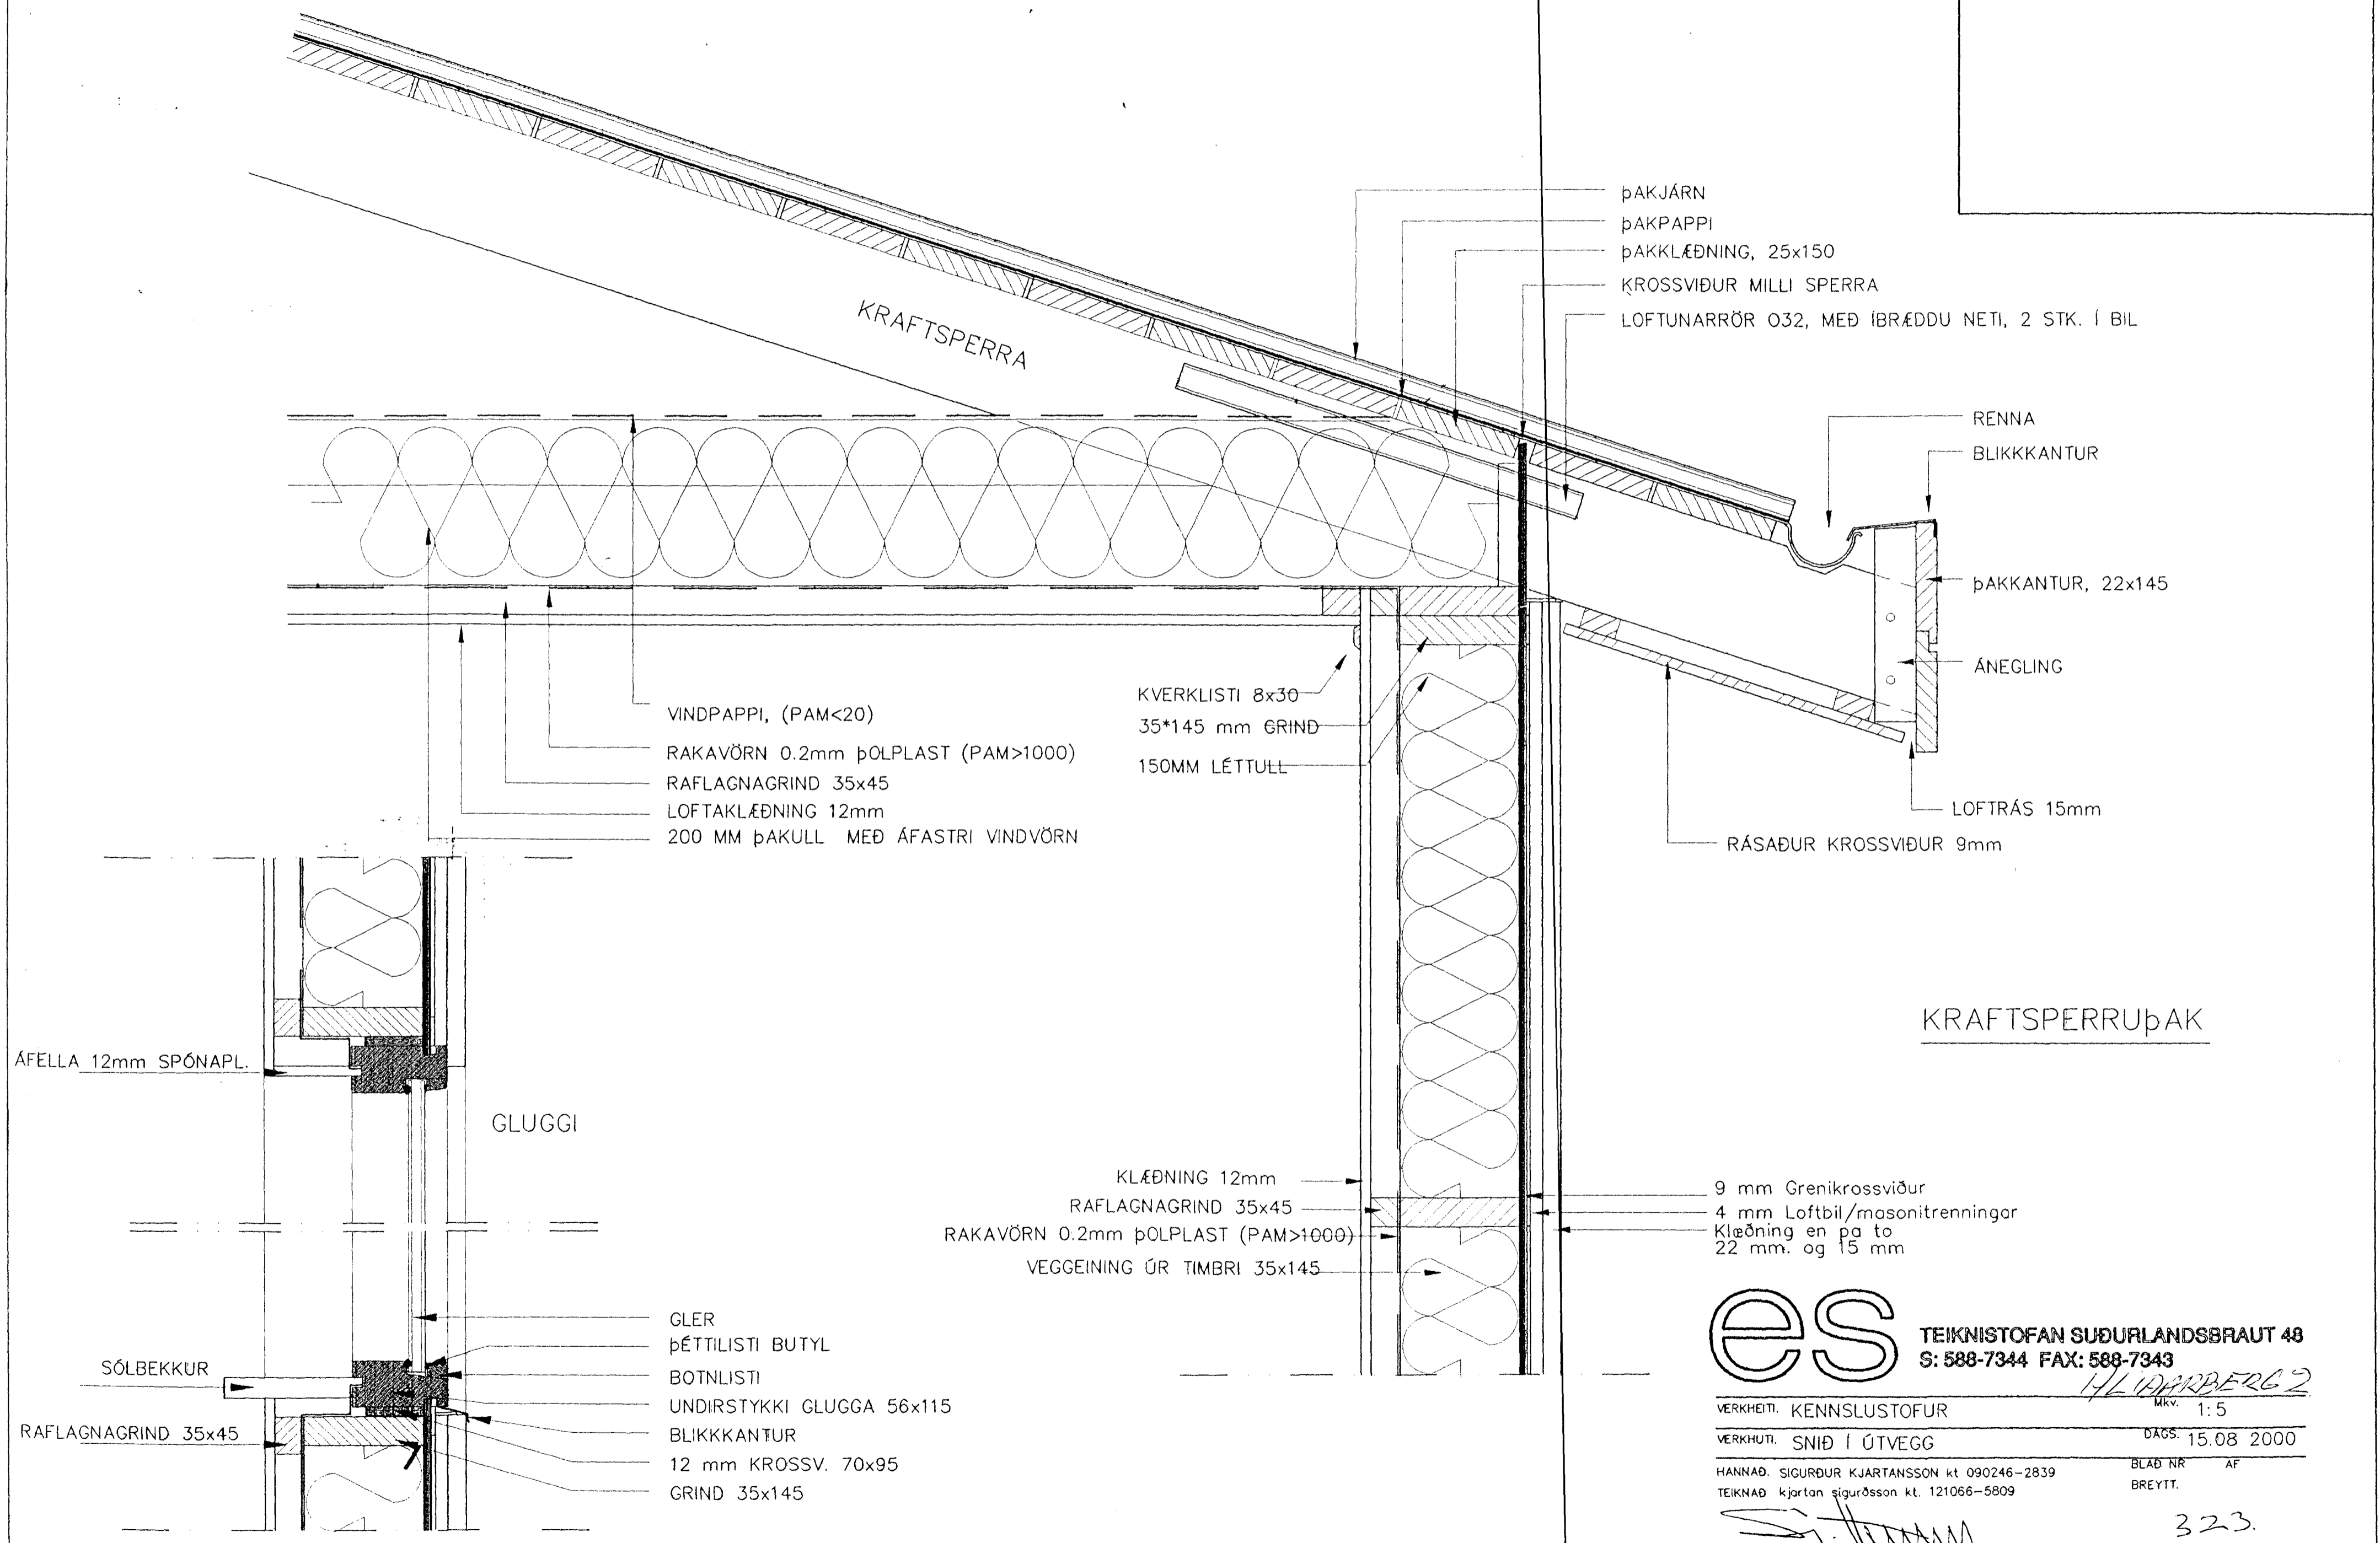 þAKJÁRN
þAKPAPPI
þAKKLÆÐNING, 25x150
KROSSVIÐUR MILLI SPERRA
LOFTUNARRÖR O32, MEÐ ÍBRÆDDU NETI, 2 STK. Í BIL
KRAFTSPERRA
RENNA
BLIKKKANTUR
þAKKANTUR, 22x145
ÁNEGLING
LOFTRÁS 15mm
RÁSAÐUR KROSSVIÐUR 9mm
VINDPAPPI, (PAM<20)
RAKAVÖRN 0.2mm þOLPLAST (PAM>1000)
RAFLAGNAGRIND 35x45
LOFTAKLÆÐNING 12mm
200 MM þAKULL MEÐ ÁFASTRI VINDVÖRN
KVERKLISTI 8x30
35*145 mm GRIND
150MM LÉTTULL
KRAFTSPERRUþAK
ÁFELLA 12mm SPÓNAPL.
GLUGGI
KLÆÐNING 12mm
RAFLAGNAGRIND 35x45
RAKAVÖRN 0.2mm þOLPLAST (PAM>1000)
VEGGEINING ÚR TIMBRI 35x145
9 mm Grenikrossviður
4 mm Loftbil/masonitrenningar
Klæðning en pa to
22 mm. og 15 mm
GLER
þÉTTILISTI BUTYL
BOTNLISTI
UNDIRSTYKKI GLUGGA 56x115
BLIKKKANTUR
12 mm KROSSV. 70x95
GRIND 35x145
SÓLBEKKUR
RAFLAGNAGRIND 35x45
es
TEIKNISTOFAN SUÐURLANDSBRAUT 48
S: 588-7344 FAX: 588-7343
HLIÐARBERG 2
VERKHEITI. KENNSLUSTOFUR Mkv. 1:5
VERKHUTI. SNIÐ Í ÚTVEGG DAGS. 15.08 2000
HANNAÐ. SIGURÐUR KJARTANSSON kt 090246-2839 BLAÐ NR AF
TEIKNAÐ kjartan sigurðsson kt. 121066-5809 BREYTT.
323.